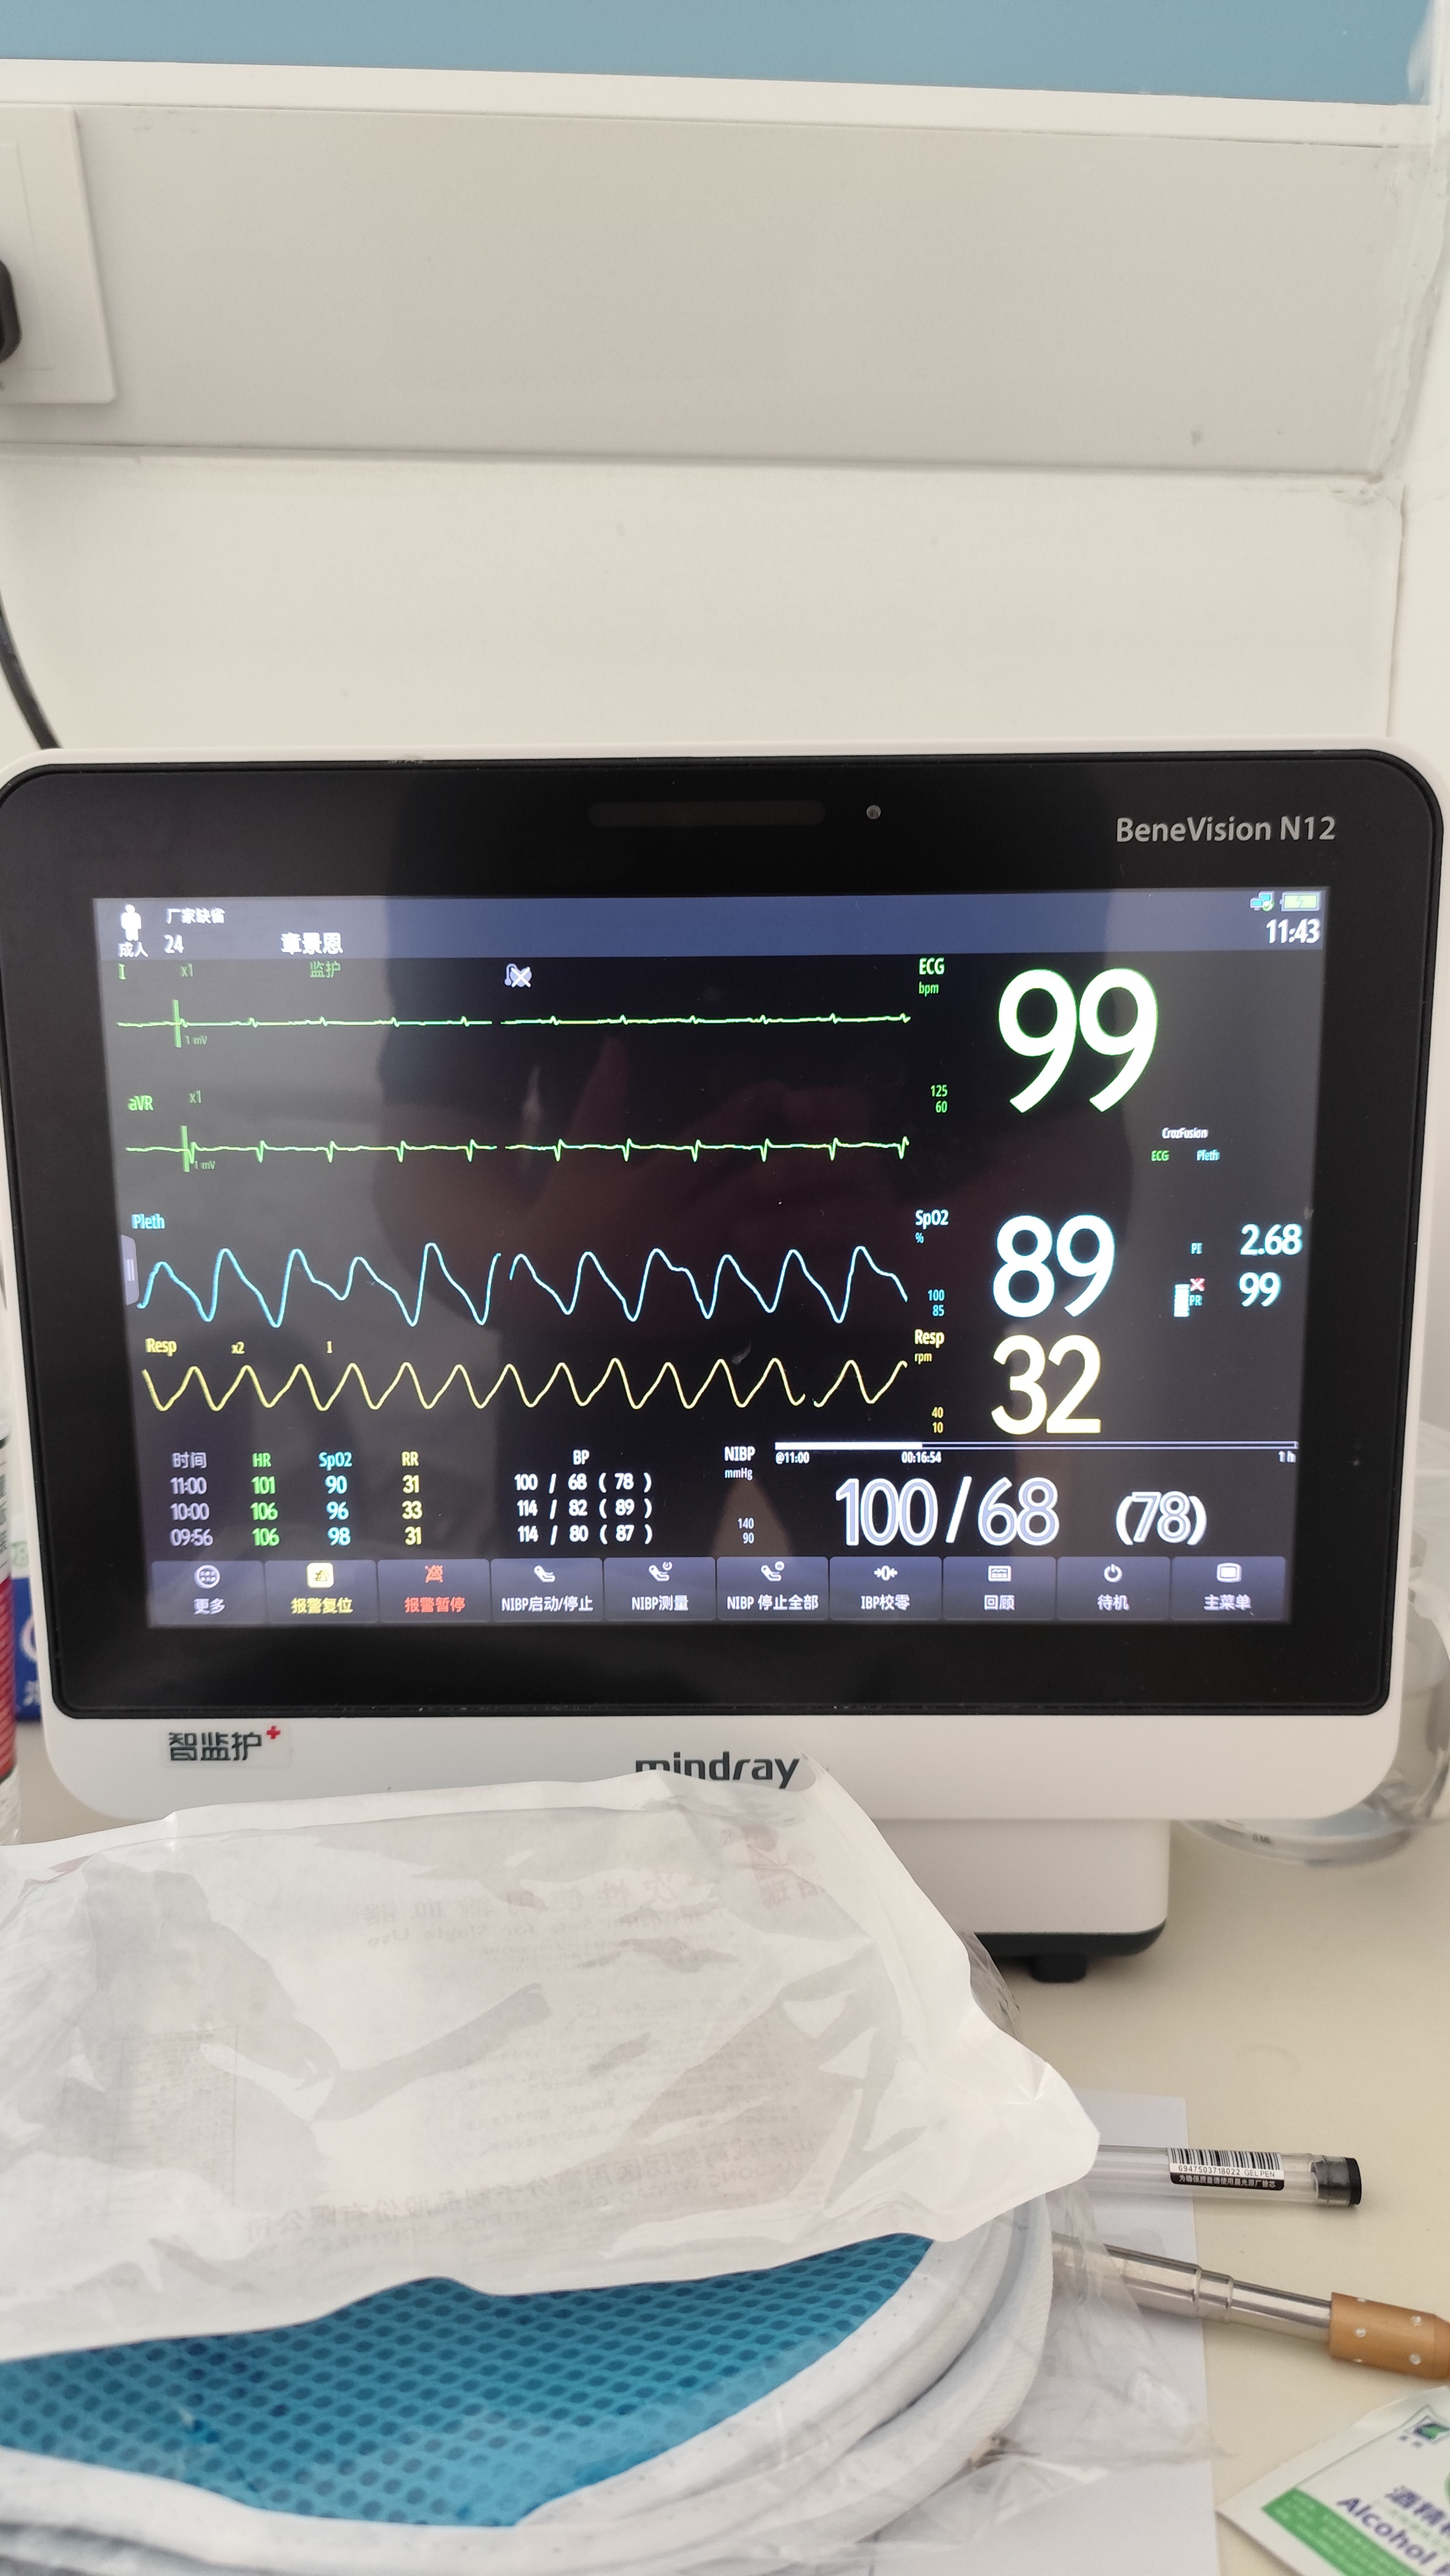 BeneVision N12
厂家缺省
成人 24 章景恩 11:43
I x1 监护
1 mV
ECG
bpm
99
125
60
aVR x1
1 mV
CrozFusion
ECG Pleth
Pleth
SpO2
%
89
100
85
PI 2.68
PR 99
Resp x2 I
Resp
rpm
32
40
10
时间 HR SpO2 RR BP
11:00 101 90 31 100 / 68 ( 78 )
10:00 106 96 33 114 / 82 ( 89 )
09:56 106 98 31 114 / 80 ( 87 )
NIBP
mmHg
@11:00 00:16:54 1 h
140
90
100/68 (78)
更多 报警复位 报警暂停 NIBP启动/停止 NIBP测量 NIBP 停止全部 IBP校零 回顾 待机 主菜单
智监护
mindray
6947503718022 GEL PEN
Alcohol